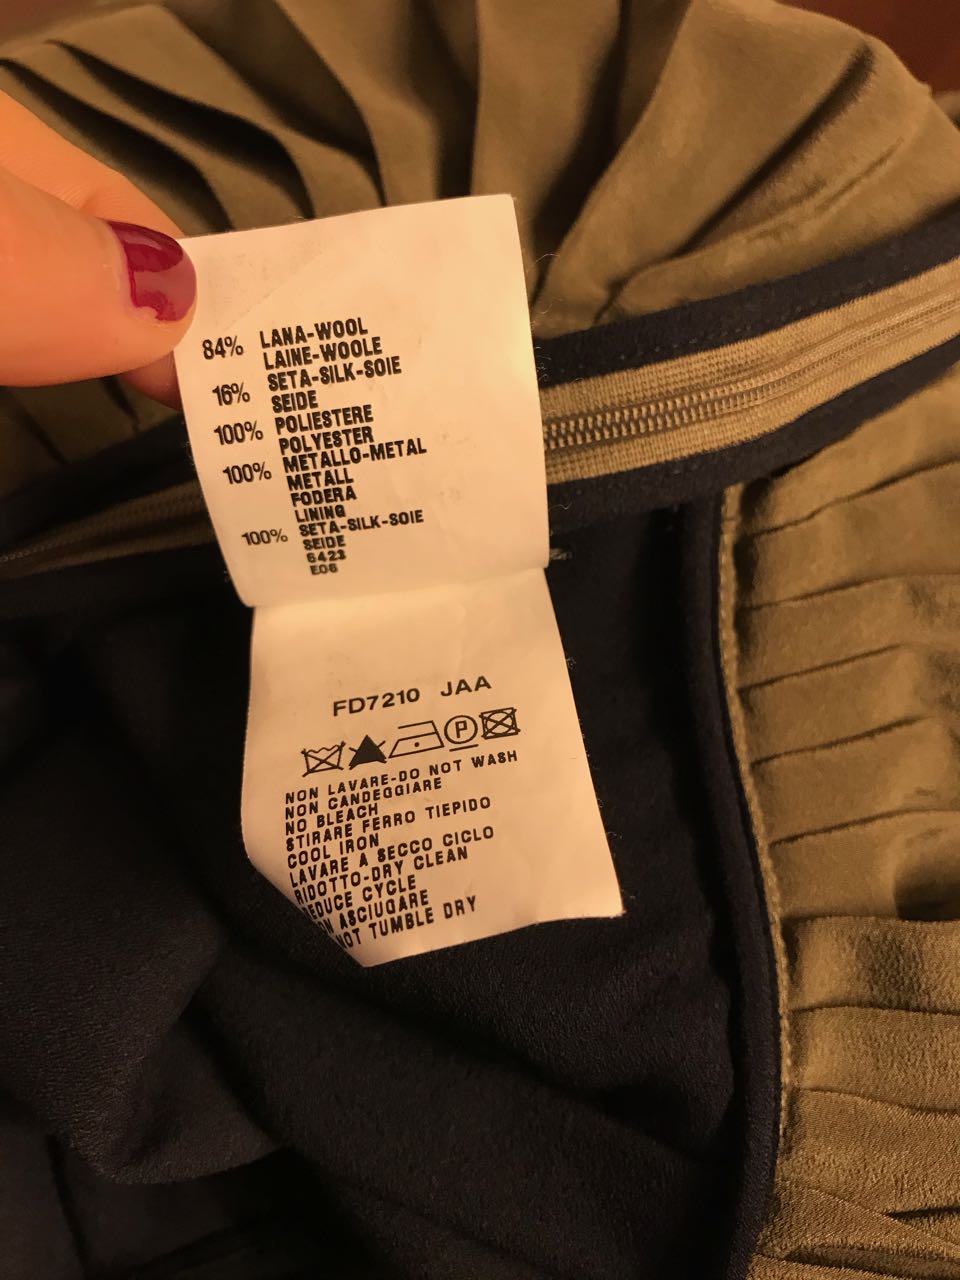 84% LANA-WOOL
LAINE-WOOLE
16% SETA-SILK-SOIE
SEIDE
100% POLIESTERE
POLYESTER
100% METALLO-METAL
METALL
FODERA
LINING
100% SETA-SILK-SOIE
SEIDE
6423
E06
FD7210 JAA
P
NON LAVARE-DO NOT WASH
NON CANDEGGIARE
NO BLEACH
STIRARE FERRO TIEPIDO
COOL IRON
LAVARE A SECCO CICLO
RIDOTTO-DRY CLEAN
REDUCE CYCLE
ON ASCIUGARE
NOT TUMBLE DRY